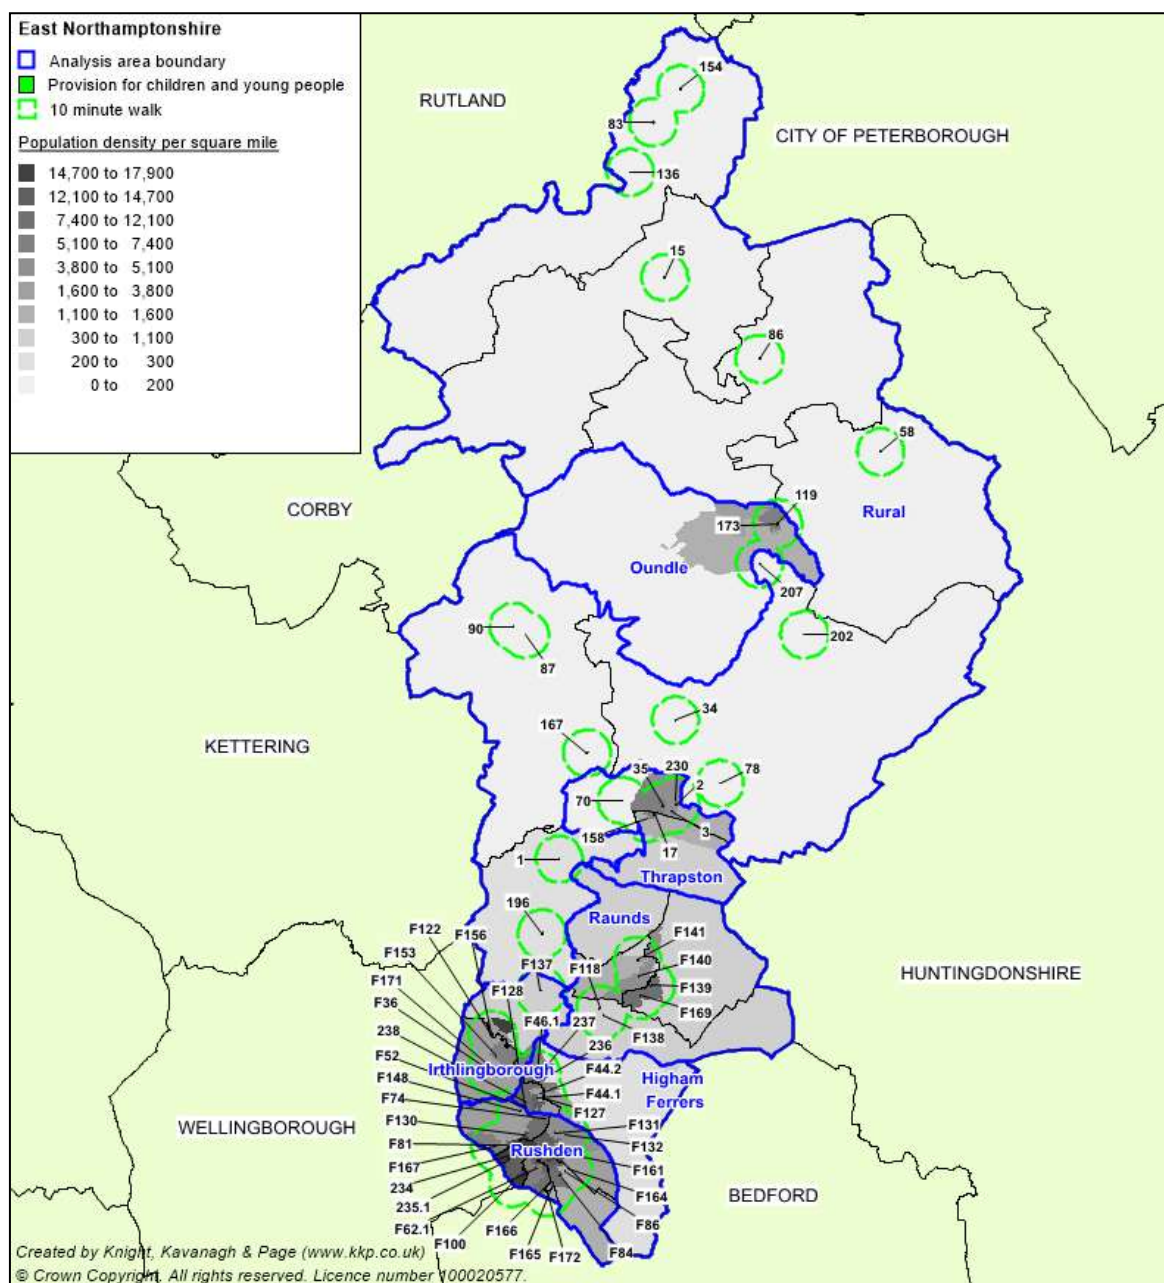 East Northamptonshire
Analysis area boundary
Provision for children and young people
10 minute walk
Population density per square mile
14,700 to 17,900
12,100 to 14,700
7,400 to 12,100
5,100 to 7,400
3,800 to 5,100
1,600 to 3,800
1,100 to 1,600
300 to 1,100
200 to 300
0 to 200
154
RUTLAND
83
CITY OF PETERBOROUGH
136
15
86
58
119
CORBY
Rural
173
Oundle
207
90
202
87
34
167
KETTERING
35
230
78
2
70
158
3
17
1
Thrapston
196
Raunds
F122
F156
F141
F153
F137
F118
F140
F171
HUNTINGDONSHIRE
F128
F139
F36
F169
F46.1
237
238
F138
236
F52
Irthlingborough
F44.2
F148
Higham
Ferrers
F74
F44.1
F127
F130
WELLINGBOROUGH
F131
F81
Rushden
F132
F167
F161
234
F164
BEDFORD
235.1
F86
F62.1
F166
F100
F165
F172
F84
Created by Knight, Kavanagh & Page (www.kkp.co.uk)
© Crown Copyright. All rights reserved. Licence number 100020577.